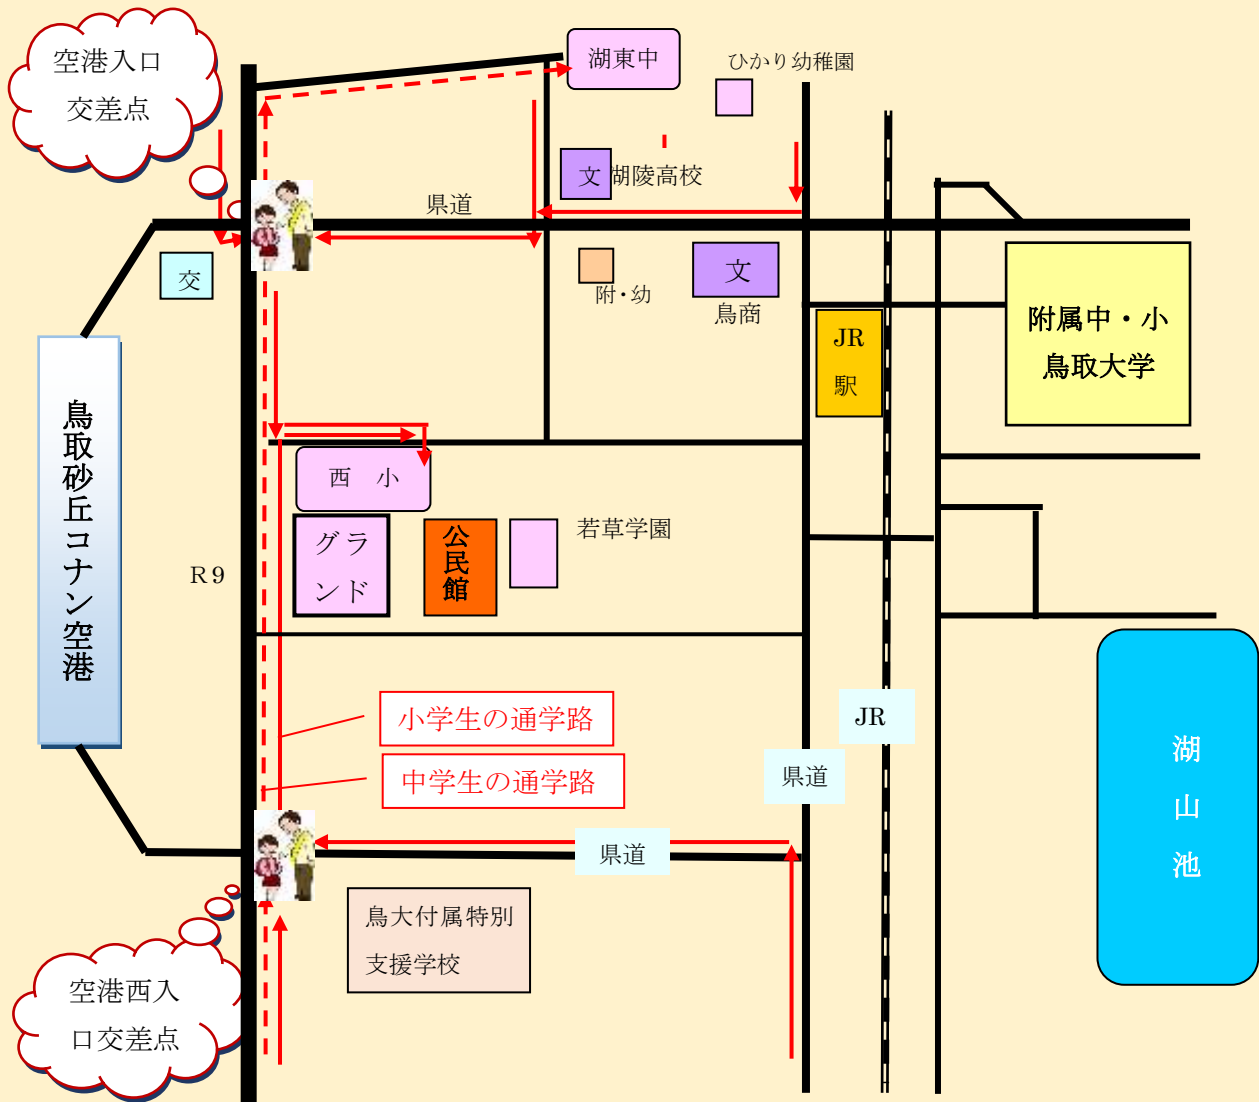 空港入口
交差点
湖東中
ひかり幼稚園
文
湖陵高校
県道
交
附・幼
文
鳥商
JR
駅
附属中・小
鳥取大学
鳥取砂丘コナン空港
西 小
グラ
ンド
公民館
若草学園
R9
小学生の通学路
中学生の通学路
JR
県道
県道
湖山池
鳥大付属特別
支援学校
空港西入
口交差点